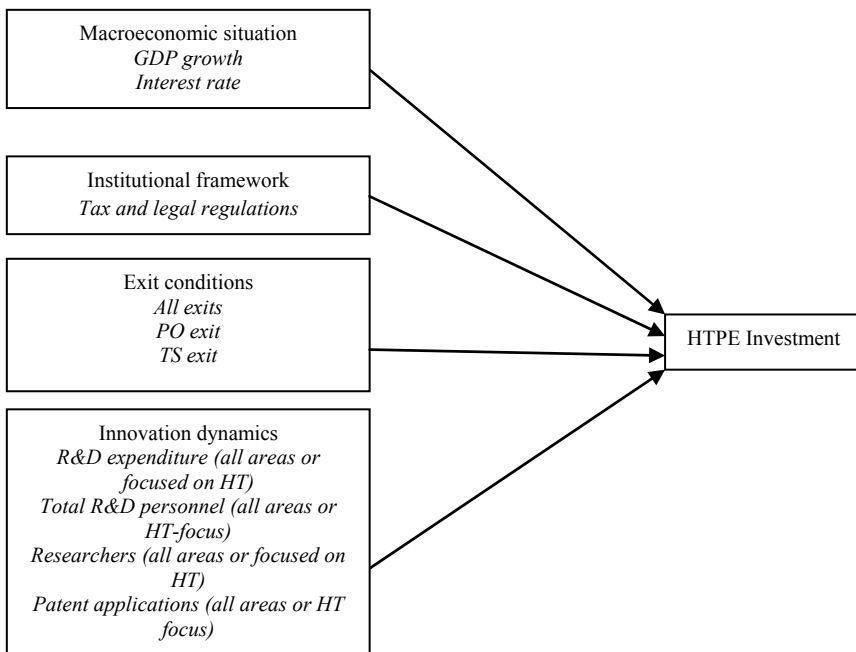 Macroeconomic situation
GDP growth
Interest rate
Institutional framework
Tax and legal regulations
Exit conditions
All exits
PO exit
TS exit
HTPE Investment
Innovation dynamics
R&D expenditure (all areas or
focused on HT)
Total R&D personnel (all areas or
HT-focus)
Researchers (all areas or focused on
HT)
Patent applications (all areas or HT
focus)